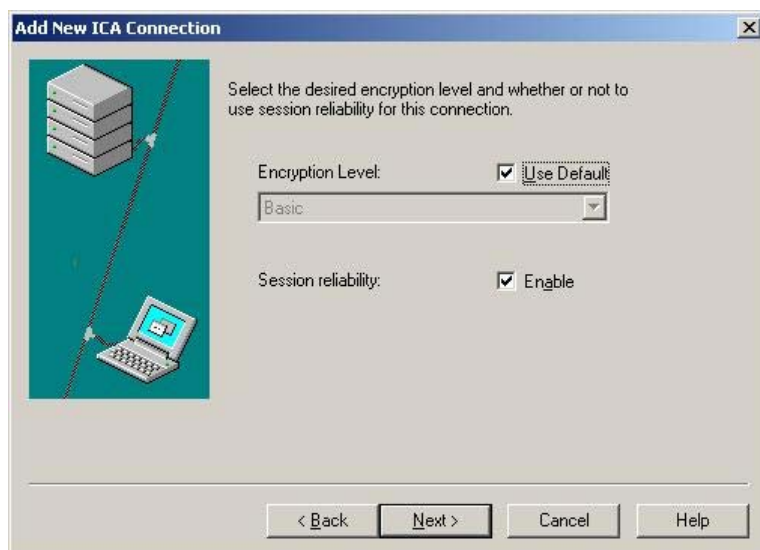 Add New ICA Connection
Select the desired encryption level and whether or not to
use session reliability for this connection.
Encryption Level:
Use Default
Basic
Session reliability:
Enable
< Back
Next >
Cancel
Help